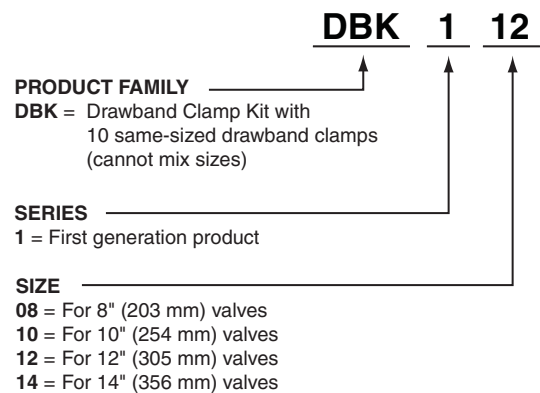 DBK 1 12
PRODUCT FAMILY
DBK = Drawband Clamp Kit with
10 same-sized drawband clamps
(cannot mix sizes)
SERIES
1 = First generation product
SIZE
08 = For 8" (203 mm) valves
10 = For 10" (254 mm) valves
12 = For 12" (305 mm) valves
14 = For 14" (356 mm) valves